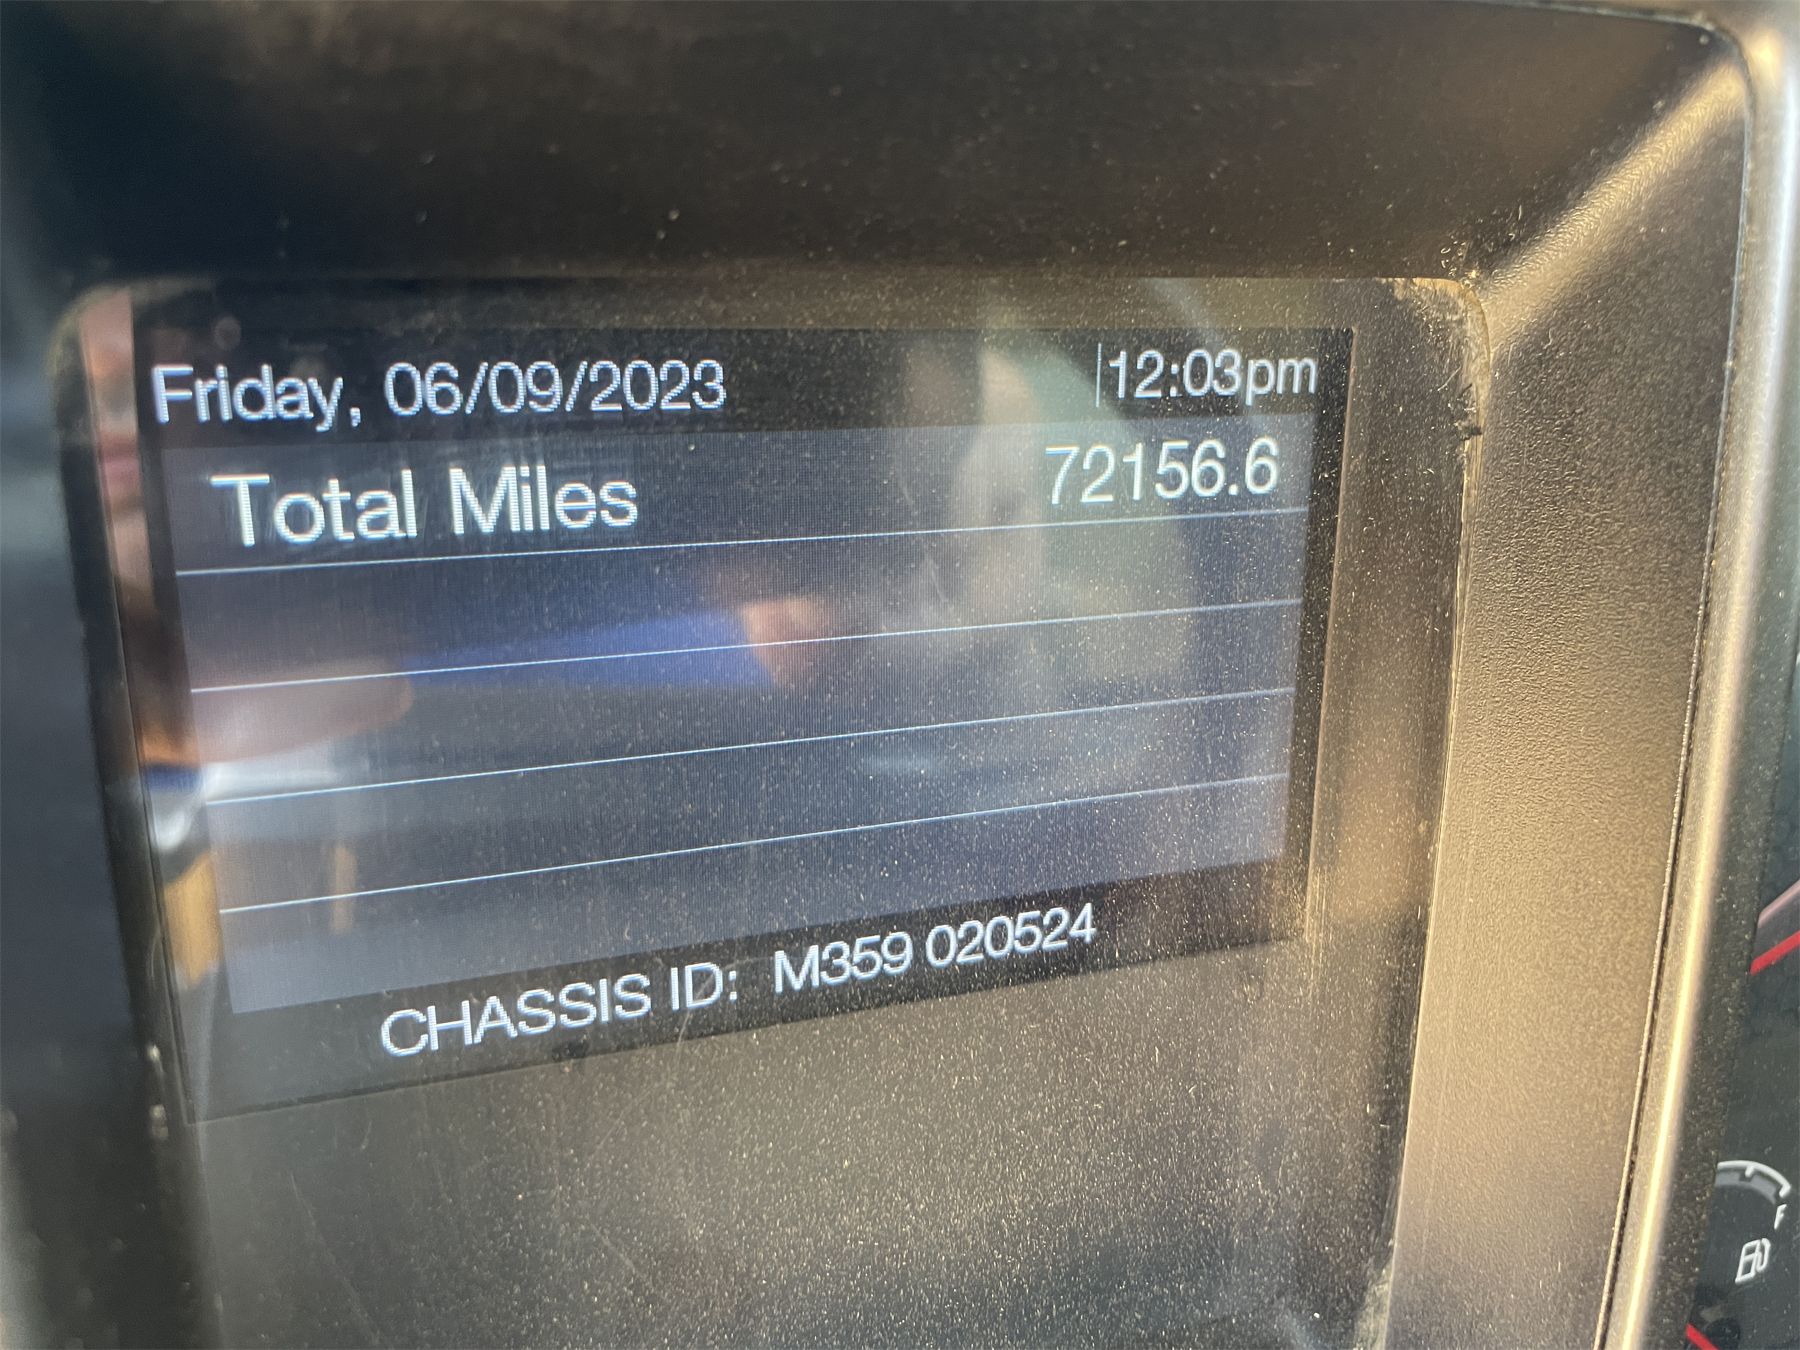 Friday, 06/09/2023 12:03pm
Total Miles 72156.6
CHASSIS ID: M359 020524
F